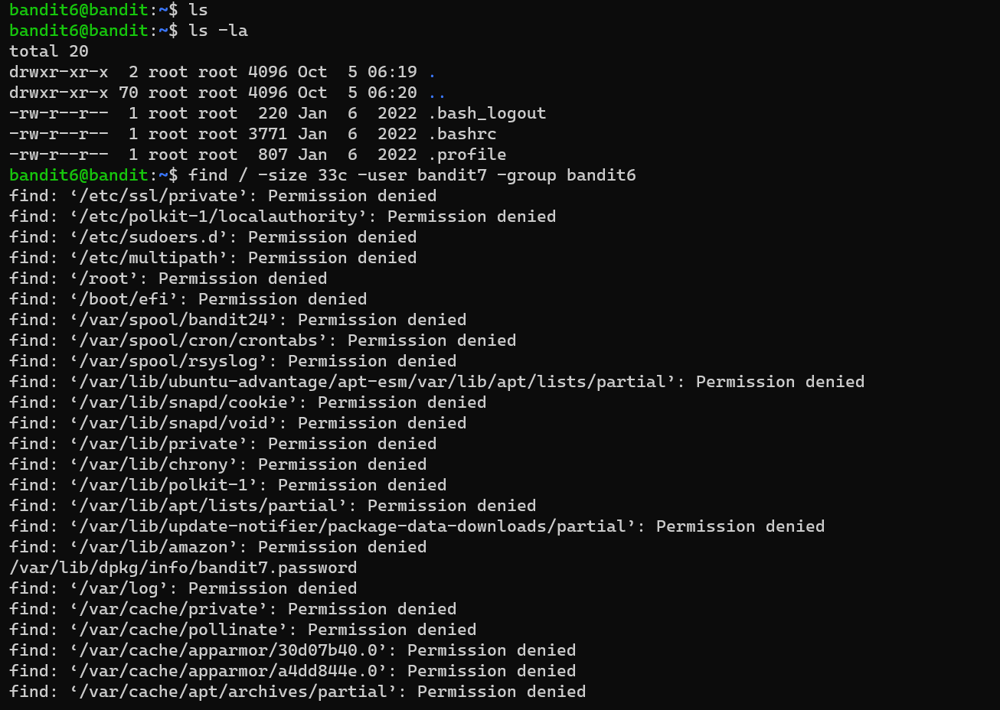 bandit6@bandit:~$ ls
bandit6@bandit:~$ ls -la
total 20
drwxr-xr-x  2 root root 4096 Oct  5 06:19 .
drwxr-xr-x 70 root root 4096 Oct  5 06:20 ..
-rw-r--r--  1 root root  220 Jan  6  2022 .bash_logout
-rw-r--r--  1 root root 3771 Jan  6  2022 .bashrc
-rw-r--r--  1 root root  807 Jan  6  2022 .profile
bandit6@bandit:~$ find / -size 33c -user bandit7 -group bandit6
find: ‘/etc/ssl/private’: Permission denied
find: ‘/etc/polkit-1/localauthority’: Permission denied
find: ‘/etc/sudoers.d’: Permission denied
find: ‘/etc/multipath’: Permission denied
find: ‘/root’: Permission denied
find: ‘/boot/efi’: Permission denied
find: ‘/var/spool/bandit24’: Permission denied
find: ‘/var/spool/cron/crontabs’: Permission denied
find: ‘/var/spool/rsyslog’: Permission denied
find: ‘/var/lib/ubuntu-advantage/apt-esm/var/lib/apt/lists/partial’: Permission denied
find: ‘/var/lib/snapd/cookie’: Permission denied
find: ‘/var/lib/snapd/void’: Permission denied
find: ‘/var/lib/private’: Permission denied
find: ‘/var/lib/chrony’: Permission denied
find: ‘/var/lib/polkit-1’: Permission denied
find: ‘/var/lib/apt/lists/partial’: Permission denied
find: ‘/var/lib/update-notifier/package-data-downloads/partial’: Permission denied
find: ‘/var/lib/amazon’: Permission denied
/var/lib/dpkg/info/bandit7.password
find: ‘/var/log’: Permission denied
find: ‘/var/cache/private’: Permission denied
find: ‘/var/cache/pollinate’: Permission denied
find: ‘/var/cache/apparmor/30d07b40.0’: Permission denied
find: ‘/var/cache/apparmor/a4dd844e.0’: Permission denied
find: ‘/var/cache/apt/archives/partial’: Permission denied